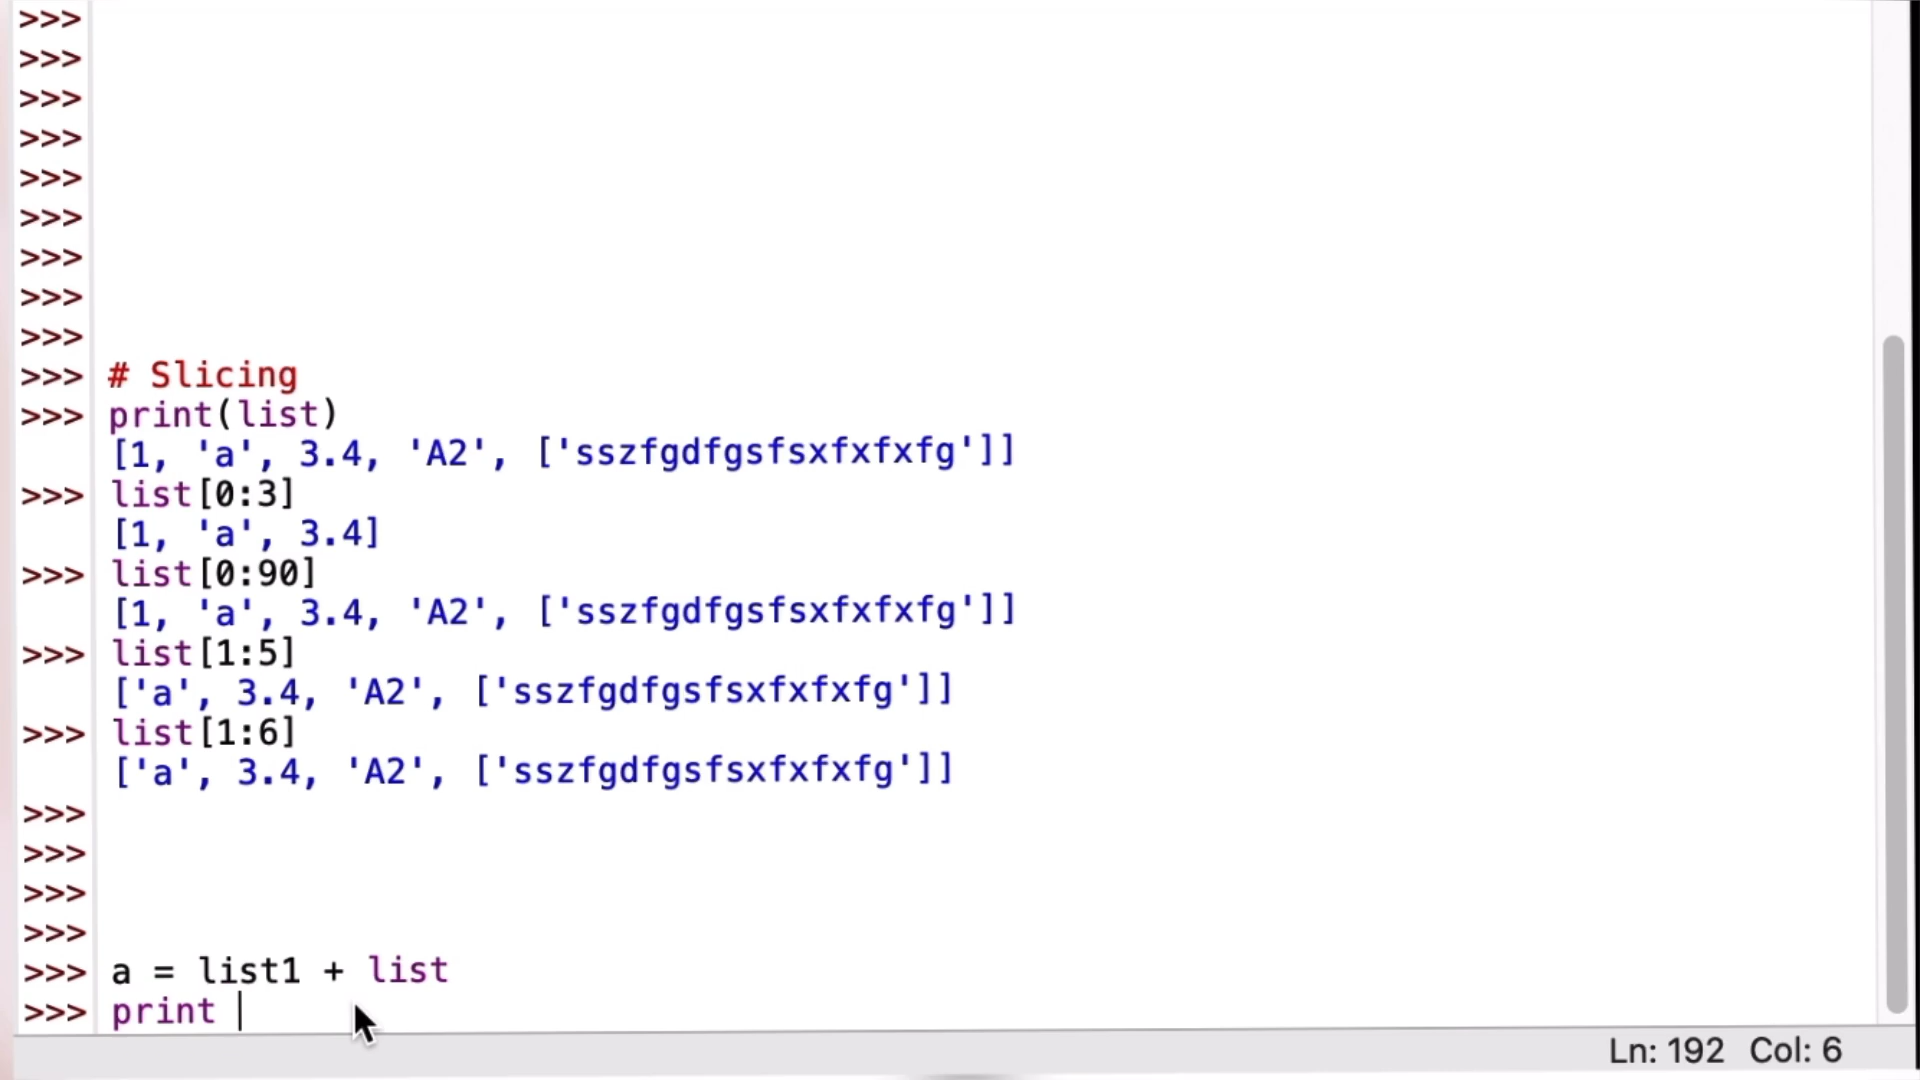 >>>
>>>
>>>
>>>
>>>
>>>
>>>
>>>
>>>
>>> # Slicing
>>> print(list)
[1, 'a', 3.4, 'A2', ['sszfgdfgsfsxfxfxfg']]
>>> list[0:3]
[1, 'a', 3.4]
>>> list[0:90]
[1, 'a', 3.4, 'A2', ['sszfgdfgsfsxfxfxfg']]
>>> list[1:5]
['a', 3.4, 'A2', ['sszfgdfgsfsxfxfxfg']]
>>> list[1:6]
['a', 3.4, 'A2', ['sszfgdfgsfsxfxfxfg']]
>>>
>>>
>>>
>>>
>>> a = list1 + list
>>> print
Ln: 192 Col: 6